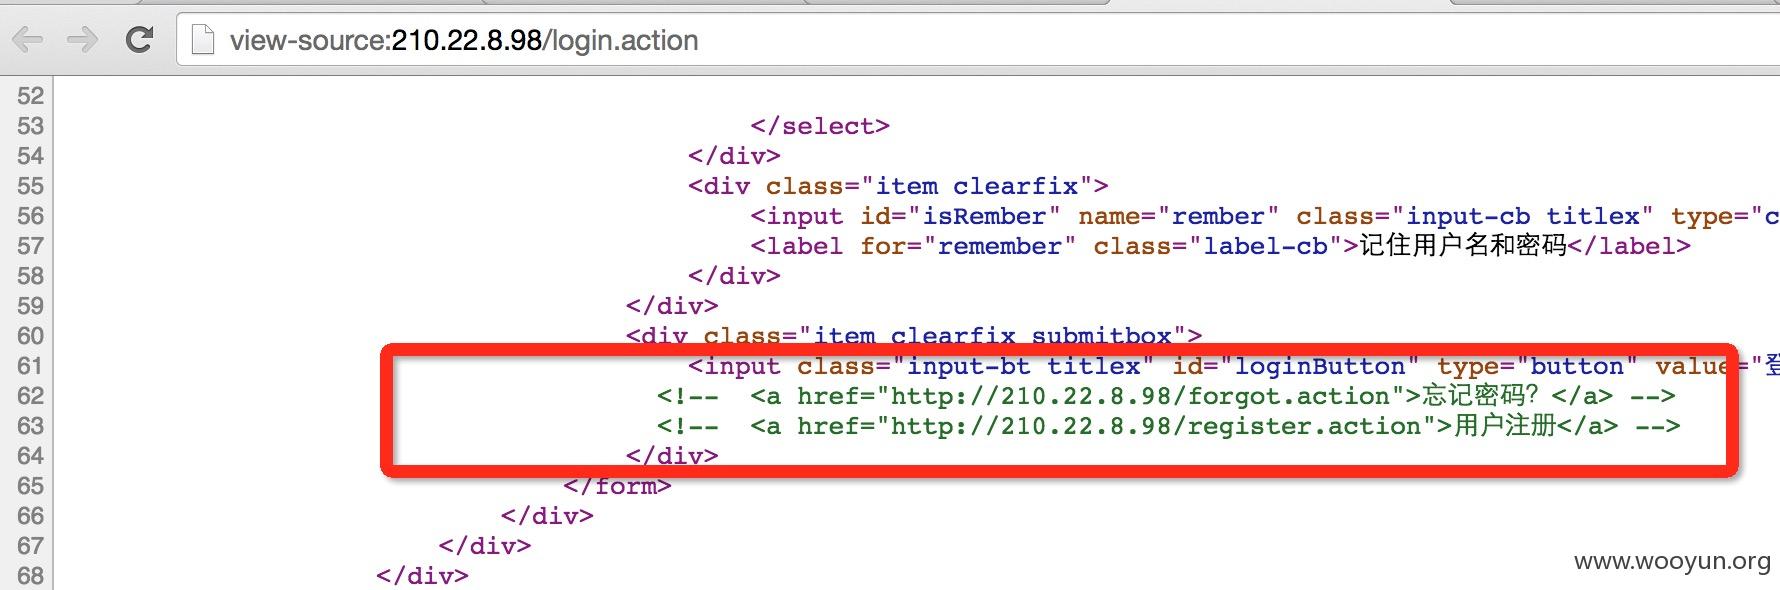 view-source:210.22.8.98/login.action
52
53 </select>
54 </div>
55 <div class="item clearfix">
56 <input id="isRember" name="rember" class="input-cb titlex" type="c
57 <label for="remember" class="label-cb">记住用户名和密码</label>
58 </div>
59 </div>
60 <div class="item clearfix submitbox">
61 <input class="input-bt titlex" id="loginButton" type="button" value="登
62 <!--  <a href="http://210.22.8.98/forgot.action">忘记密码？</a> -->
63 <!--  <a href="http://210.22.8.98/register.action">用户注册</a> -->
64 </div>
65 </form>
66 </div>
67 </div>
68 </div>
www.wooyun.org